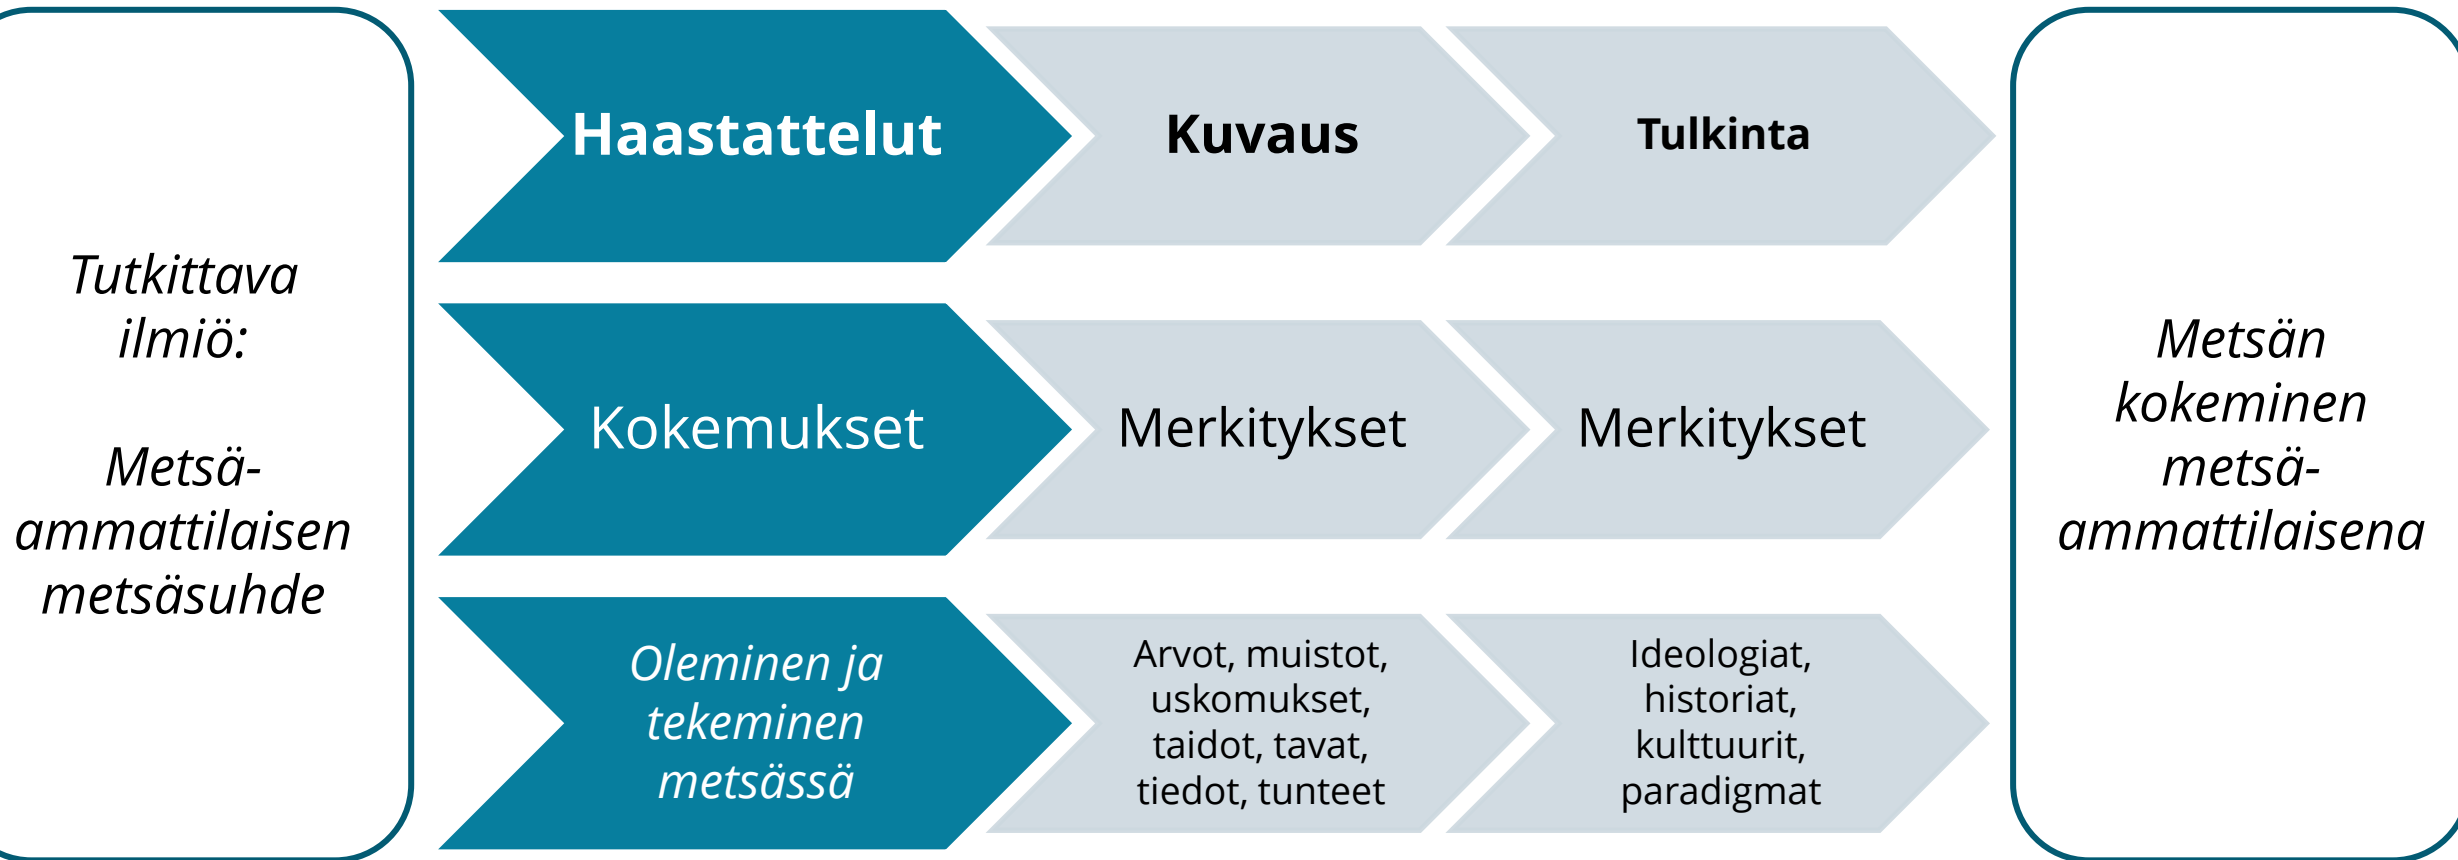 Tutkittava
ilmiö:
Metsä-
ammattilaisen
metsäsuhde
Haastattelut
Kuvaus
Tulkinta
Kokemukset
Merkitykset
Merkitykset
Oleminen ja
tekeminen
metsässä
Arvot, muistot,
uskomukset,
taidot, tavat,
tiedot, tunteet
Ideologiat,
historiat,
kulttuurit,
paradigmat
Metsän
kokeminen
metsä-
ammattilaisena